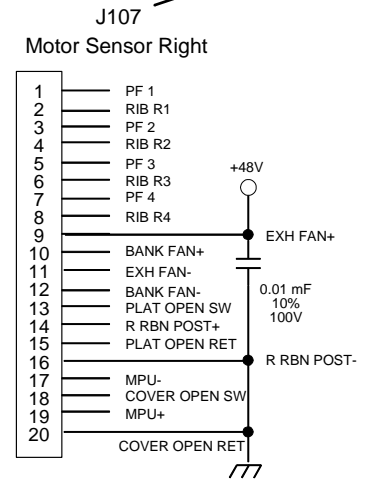 J107
Motor Sensor Right
1 PF 1
2 RIB R1
3 PF 2
4 RIB R2
5 PF 3
6 RIB R3
7 PF 4
8 RIB R4
+48V
9 EXH FAN+
10 BANK FAN+
11 EXH FAN-
12 BANK FAN-
13 PLAT OPEN SW
14 R RBN POST+
15 PLAT OPEN RET
0.01 mF
10%
100V
16 R RBN POST-
17 MPU-
18 COVER OPEN SW
19 MPU+
20 COVER OPEN RET